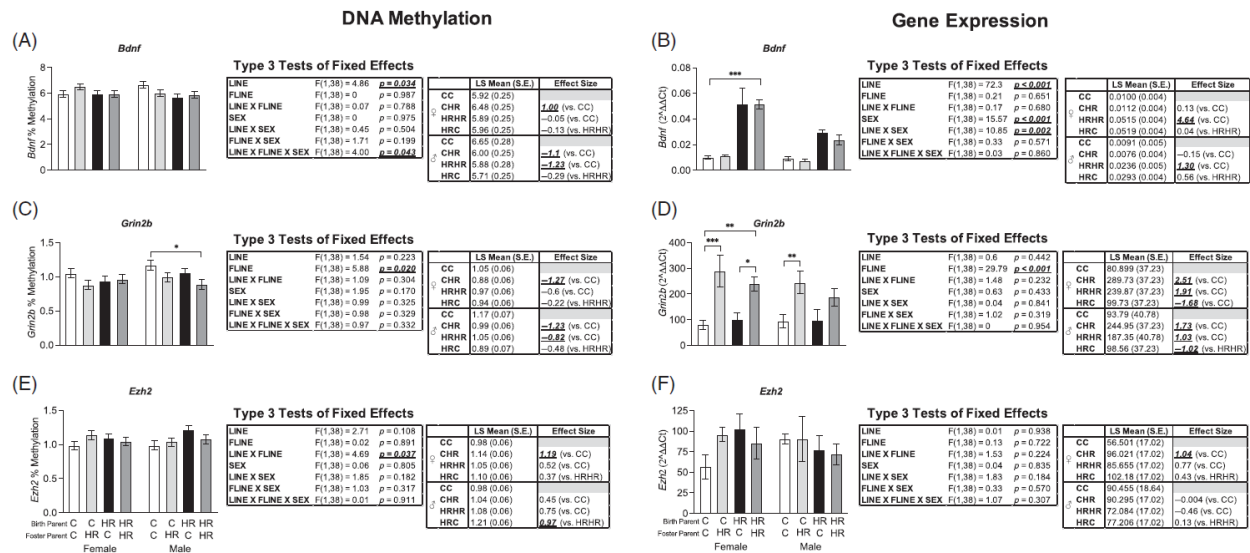 DNA Methylation
Gene Expression
(A)
Bdnf
Bdnf % Methylation
8
6
4
2
0
Type 3 Tests of Fixed Effects
LINE F(1,38) = 4.86 p = 0.034
FLINE F(1,38) = 0 p = 0.987
LINE X FLINE F(1,38) = 0.07 p = 0.788
SEX F(1,38) = 0 p = 0.975
LINE X SEX F(1,38) = 0.45 p = 0.504
FLINE X SEX F(1,38) = 1.71 p = 0.199
LINE X FLINE X SEX F(1,38) = 4.00 p = 0.043
LS Mean (S.E.) Effect Size
♀
CC 5.92 (0.25)
CHR 6.48 (0.25) 1.00 (vs. CC)
HRHR 5.89 (0.25) −0.05 (vs. CC)
HRC 5.96 (0.25) −0.13 (vs. HRHR)
♂
CC 6.65 (0.28)
CHR 6.00 (0.25) −1.1 (vs. CC)
HRHR 5.88 (0.28) −1.23 (vs. CC)
HRC 5.71 (0.25) −0.29 (vs. HRHR)
(B)
Bdnf
Bdnf (2^ΔΔCt)
0.08
0.06
0.04
0.02
0.00
***
Type 3 Tests of Fixed Effects
LINE F(1,38) = 72.3 p < 0.001
FLINE F(1,38) = 0.21 p = 0.651
LINE X FLINE F(1,38) = 0.17 p = 0.680
SEX F(1,38) = 15.57 p < 0.001
LINE X SEX F(1,38) = 10.85 p = 0.002
FLINE X SEX F(1,38) = 0.33 p = 0.571
LINE X FLINE X SEX F(1,38) = 0.03 p = 0.860
LS Mean (S.E.) Effect Size
♀
CC 0.0100 (0.004)
CHR 0.0112 (0.004) 0.13 (vs. CC)
HRHR 0.0515 (0.004) 4.64 (vs. CC)
HRC 0.0519 (0.004) 0.04 (vs. HRHR)
♂
CC 0.0091 (0.005)
CHR 0.0076 (0.004) −0.15 (vs. CC)
HRHR 0.0236 (0.005) 1.30 (vs. CC)
HRC 0.0293 (0.004) 0.56 (vs. HRHR)
(C)
Grin2b
Grin2b % Methylation
1.5
1.0
0.5
0.0
*
Type 3 Tests of Fixed Effects
LINE F(1,38) = 1.54 p = 0.223
FLINE F(1,38) = 5.88 p = 0.020
LINE X FLINE F(1,38) = 1.09 p = 0.304
SEX F(1,38) = 1.95 p = 0.170
LINE X SEX F(1,38) = 0.99 p = 0.325
FLINE X SEX F(1,38) = 0.98 p = 0.329
LINE X FLINE X SEX F(1,38) = 0.97 p = 0.332
LS Mean (S.E.) Effect Size
♀
CC 1.05 (0.06)
CHR 0.88 (0.06) −1.27 (vs. CC)
HRHR 0.97 (0.06) −0.6 (vs. CC)
HRC 0.94 (0.06) −0.22 (vs. HRHR)
♂
CC 1.17 (0.07)
CHR 0.99 (0.06) −1.23 (vs. CC)
HRHR 1.05 (0.06) −0.82 (vs. CC)
HRC 0.89 (0.07) −0.48 (vs. HRHR)
(D)
Grin2b
Grin2b (2^ΔΔCt)
400
300
200
100
0
**
***
*
**
Type 3 Tests of Fixed Effects
LINE F(1,38) = 0.6 p = 0.442
FLINE F(1,38) = 29.79 p < 0.001
LINE X FLINE F(1,38) = 1.48 p = 0.232
SEX F(1,38) = 0.63 p = 0.433
LINE X SEX F(1,38) = 0.04 p = 0.841
FLINE X SEX F(1,38) = 1.02 p = 0.319
LINE X FLINE X SEX F(1,38) = 0 p = 0.954
LS Mean (S.E.) Effect Size
♀
CC 80.899 (37.23)
CHR 289.73 (37.23) 2.51 (vs. CC)
HRHR 239.87 (37.23) 1.91 (vs. CC)
HRC 99.73 (37.23) −1.68 (vs. HRHR)
♂
CC 93.79 (40.78)
CHR 244.95 (37.23) 1.73 (vs. CC)
HRHR 187.35 (40.78) 1.03 (vs. CC)
HRC 98.56 (37.23) −1.02 (vs. HRHR)
(E)
Ezh2
Ezh2 % Methylation
1.5
1.0
0.5
0.0
Birth Parent C C HR HR C C HR HR
Foster Parent C HR C HR C HR C HR
Female Male
Type 3 Tests of Fixed Effects
LINE F(1,38) = 2.71 p = 0.108
FLINE F(1,38) = 0.02 p = 0.891
LINE X FLINE F(1,38) = 4.69 p = 0.037
SEX F(1,38) = 0.06 p = 0.805
LINE X SEX F(1,38) = 1.85 p = 0.182
FLINE X SEX F(1,38) = 1.03 p = 0.317
LINE X FLINE X SEX F(1,38) = 0.01 p = 0.911
LS Mean (S.E.) Effect Size
♀
CC 0.98 (0.06)
CHR 1.14 (0.06) 1.19 (vs. CC)
HRHR 1.05 (0.06) 0.52 (vs. CC)
HRC 1.10 (0.06) 0.37 (vs. HRHR)
♂
CC 0.98 (0.06)
CHR 1.04 (0.06) 0.45 (vs. CC)
HRHR 1.08 (0.06) 0.75 (vs. CC)
HRC 1.21 (0.06) 0.97 (vs. HRHR)
(F)
Ezh2
Ezh2 (2^ΔΔCt)
125
100
75
50
25
0
Birth Parent C C HR HR C C HR HR
Foster Parent C HR C HR C HR C HR
Female Male
Type 3 Tests of Fixed Effects
LINE F(1,38) = 0.01 p = 0.938
FLINE F(1,38) = 0.13 p = 0.722
LINE X FLINE F(1,38) = 1.53 p = 0.224
SEX F(1,38) = 0.04 p = 0.835
LINE X SEX F(1,38) = 1.83 p = 0.184
FLINE X SEX F(1,38) = 0.33 p = 0.570
LINE X FLINE X SEX F(1,38) = 1.07 p = 0.307
LS Mean (S.E.) Effect Size
♀
CC 56.501 (17.02)
CHR 96.021 (17.02) 1.04 (vs. CC)
HRHR 85.655 (17.02) 0.77 (vs. CC)
HRC 102.18 (17.02) 0.43 (vs. HRHR)
♂
CC 90.455 (18.64)
CHR 90.295 (17.02) −0.004 (vs. CC)
HRHR 72.084 (17.02) −0.46 (vs. CC)
HRC 77.206 (17.02) 0.13 (vs. HRHR)